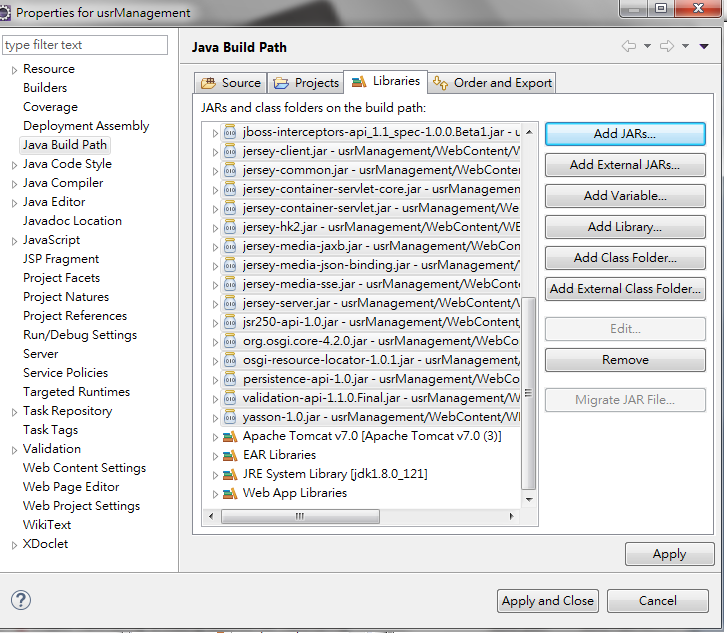 Properties for usrManagement
type filter text
Resource
Builders
Coverage
Deployment Assembly
Java Build Path
Java Code Style
Java Compiler
Java Editor
Javadoc Location
JavaScript
JSP Fragment
Project Facets
Project Natures
Project References
Run/Debug Settings
Server
Service Policies
Targeted Runtimes
Task Repository
Task Tags
Validation
Web Content Settings
Web Page Editor
Web Project Settings
WikiText
XDoclet
Java Build Path
Source
Projects
Libraries
Order and Export
JARs and class folders on the build path:
jboss-interceptors-api_1.1_spec-1.0.0.Beta1.jar - u
jersey-client.jar - usrManagement/WebContent/W
jersey-common.jar - usrManagement/WebConte
jersey-container-servlet-core.jar - usrManagement
jersey-container-servlet.jar - usrManagement/We
jersey-hk2.jar - usrManagement/WebContent/WE
jersey-media-jaxb.jar - usrManagement/WebCont
jersey-media-json-binding.jar - usrManagement/
jersey-media-sse.jar - usrManagement/WebConte
jersey-server.jar - usrManagement/WebContent/
jsr250-api-1.0.jar - usrManagement/WebContent
org.osgi.core-4.2.0.jar - usrManagement/WebCo
osgi-resource-locator-1.0.1.jar - usrManagement
persistence-api-1.0.jar - usrManagement/WebCo
validation-api-1.1.0.Final.jar - usrManagement/W
yasson-1.0.jar - usrManagement/WebContent/WE
Apache Tomcat v7.0 [Apache Tomcat v7.0 (3)]
EAR Libraries
JRE System Library [jdk1.8.0_121]
Web App Libraries
Add JARs...
Add External JARs...
Add Variable...
Add Library...
Add Class Folder...
Add External Class Folder...
Edit...
Remove
Migrate JAR File...
Apply
Apply and Close
Cancel